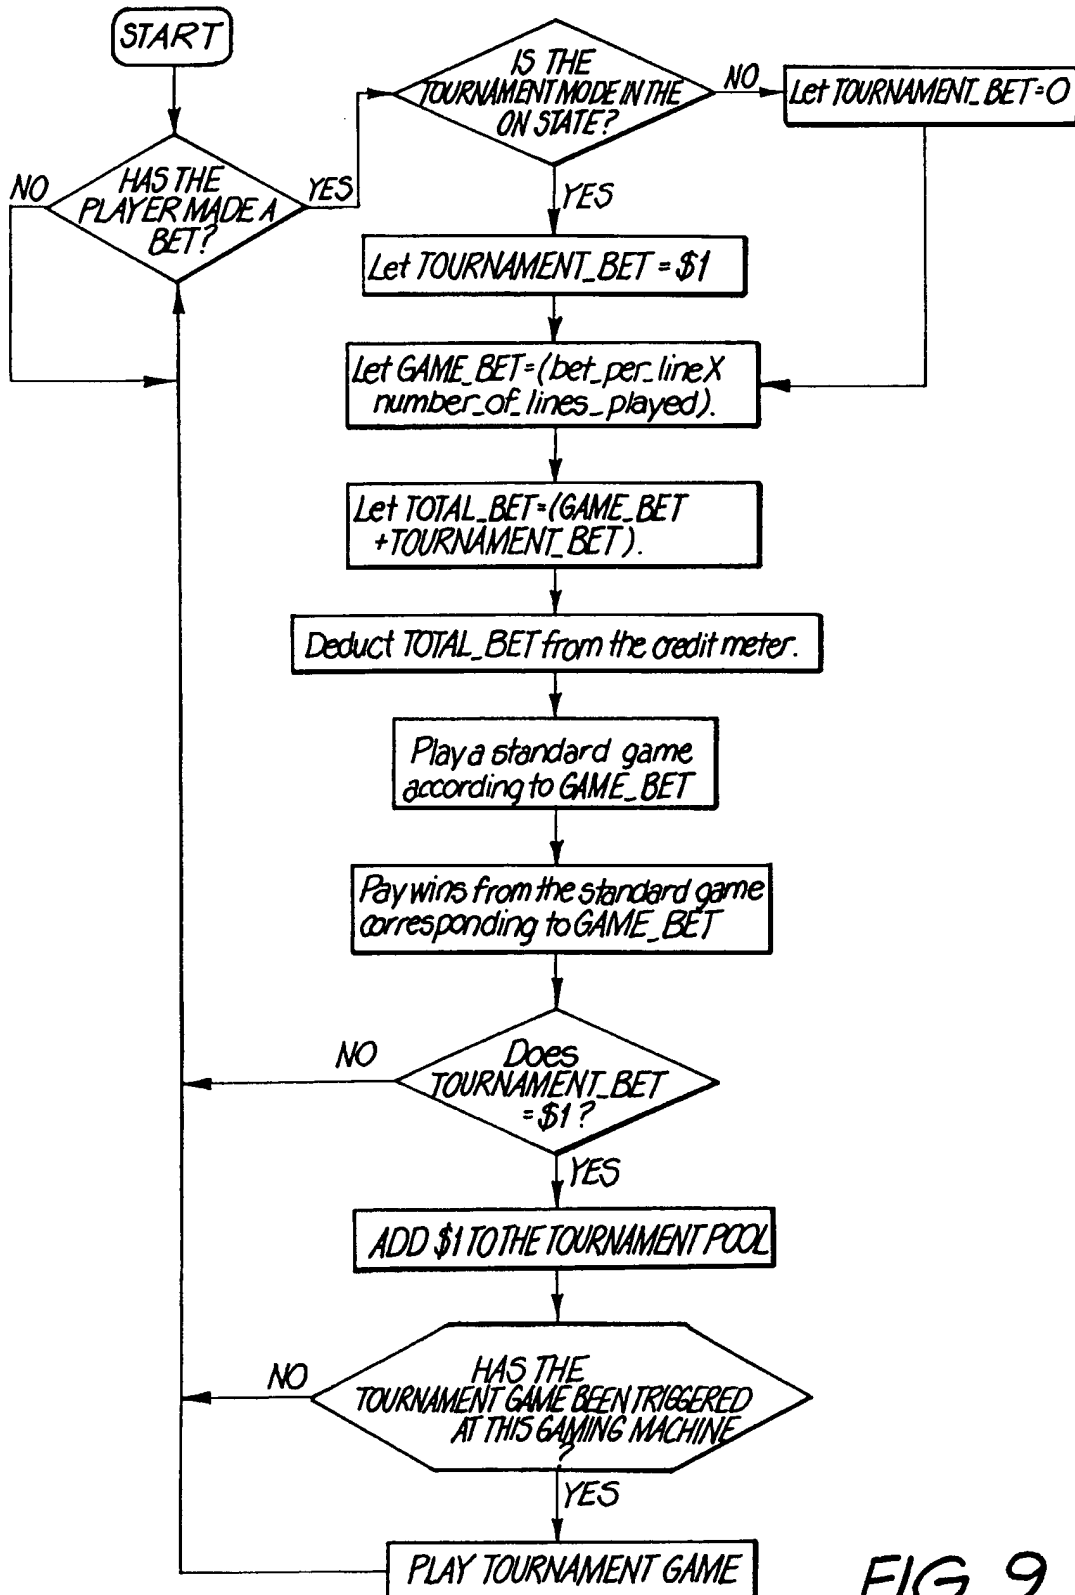 START
HAS THE
PLAYER MADE A
BET?
NO
YES
IS THE
TOURNAMENT MODE IN THE
ON STATE?
NO
Let TOURNAMENT_BET=0
YES
Let TOURNAMENT_BET = $1
Let GAME_BET=(bet_per_line X
number_of_lines_played).
Let TOTAL_BET=(GAME_BET
+TOURNAMENT_BET).
Deduct TOTAL_BET from the credit meter.
Play a standard game
according to GAME_BET
Pay wins from the standard game
corresponding to GAME_BET
Does
TOURNAMENT_BET
= $1?
NO
YES
ADD $1 TO THE TOURNAMENT POOL
HAS THE
TOURNAMENT GAME BEEN TRIGGERED
AT THIS GAMING MACHINE
?
NO
YES
PLAY TOURNAMENT GAME
FIG. 9